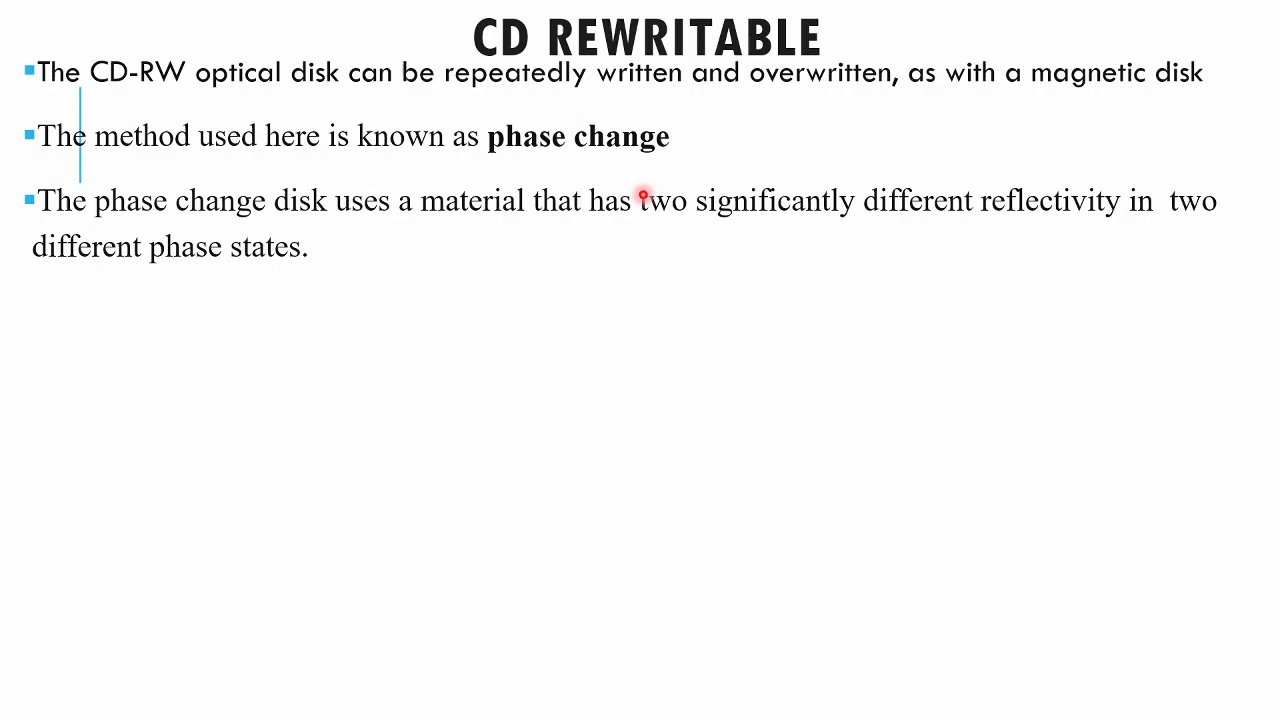 CD REWRITABLE
▪The CD-RW optical disk can be repeatedly written and overwritten, as with a magnetic disk
▪The method used here is known as phase change
▪The phase change disk uses a material that has two significantly different reflectivity in two
different phase states.